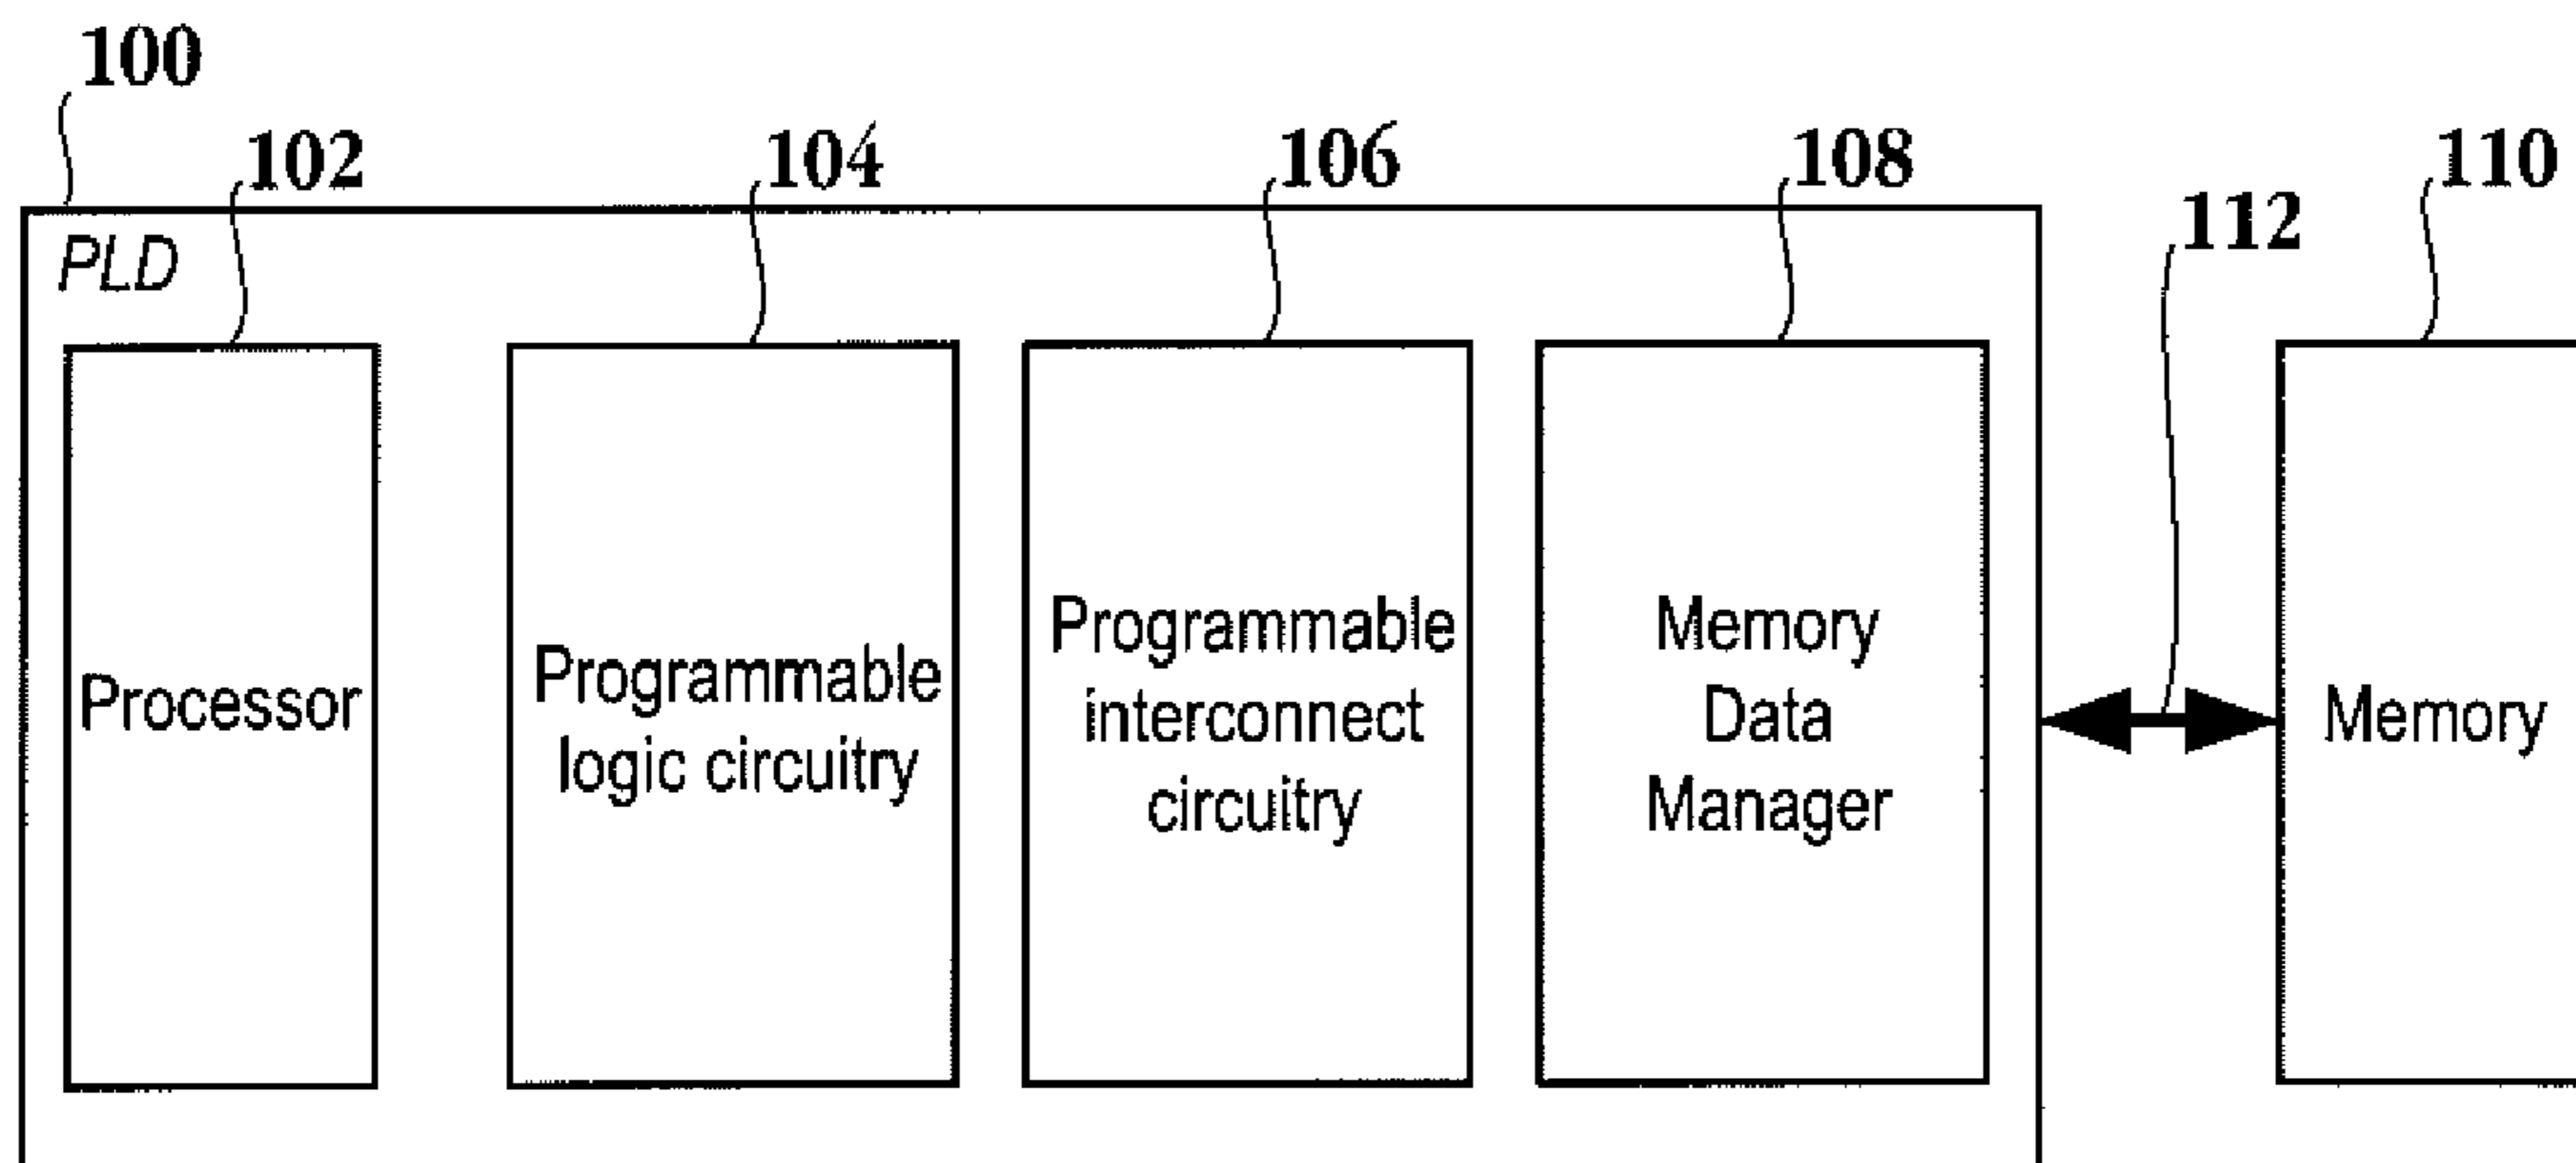 100
102
104
106
108
110
112
PLD
Processor
Programmable
logic circuitry
Programmable
interconnect
circuitry
Memory
Data
Manager
Memory